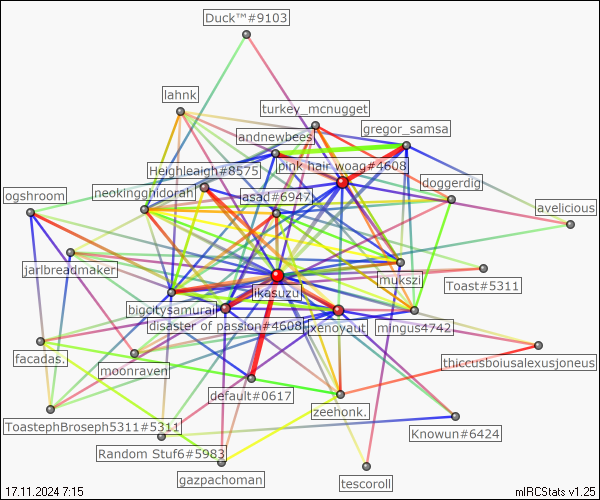 Duck™#9103
lahnk
turkey_mcnugget
gregor_samsa
andnewbees
pink hair woag#4608
Heighleagh#8575
doggerdig
neokingghidorah
asad#6947
ogshroom
avelicious
jarlbreadmaker
mukszi
Toast#5311
ikasuzu
bigcitysamurai
disaster of passion#4608
xenoyaut
mingus4742
facadas.
moonraven
thiccusboiusalexusjoneus
default#0617
zeehonk.
ToastephBroseph5311#5311
Knowun#6424
Random Stuf6#5983
gazpachoman
tescoroll
17.11.2024 7:15
mIRCStats v1.25